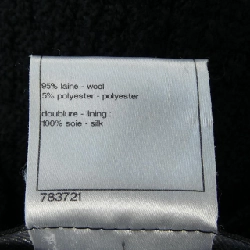 95% laine - wool
5% polyester - polyester
doublure - lining :
100% soie - silk
783721